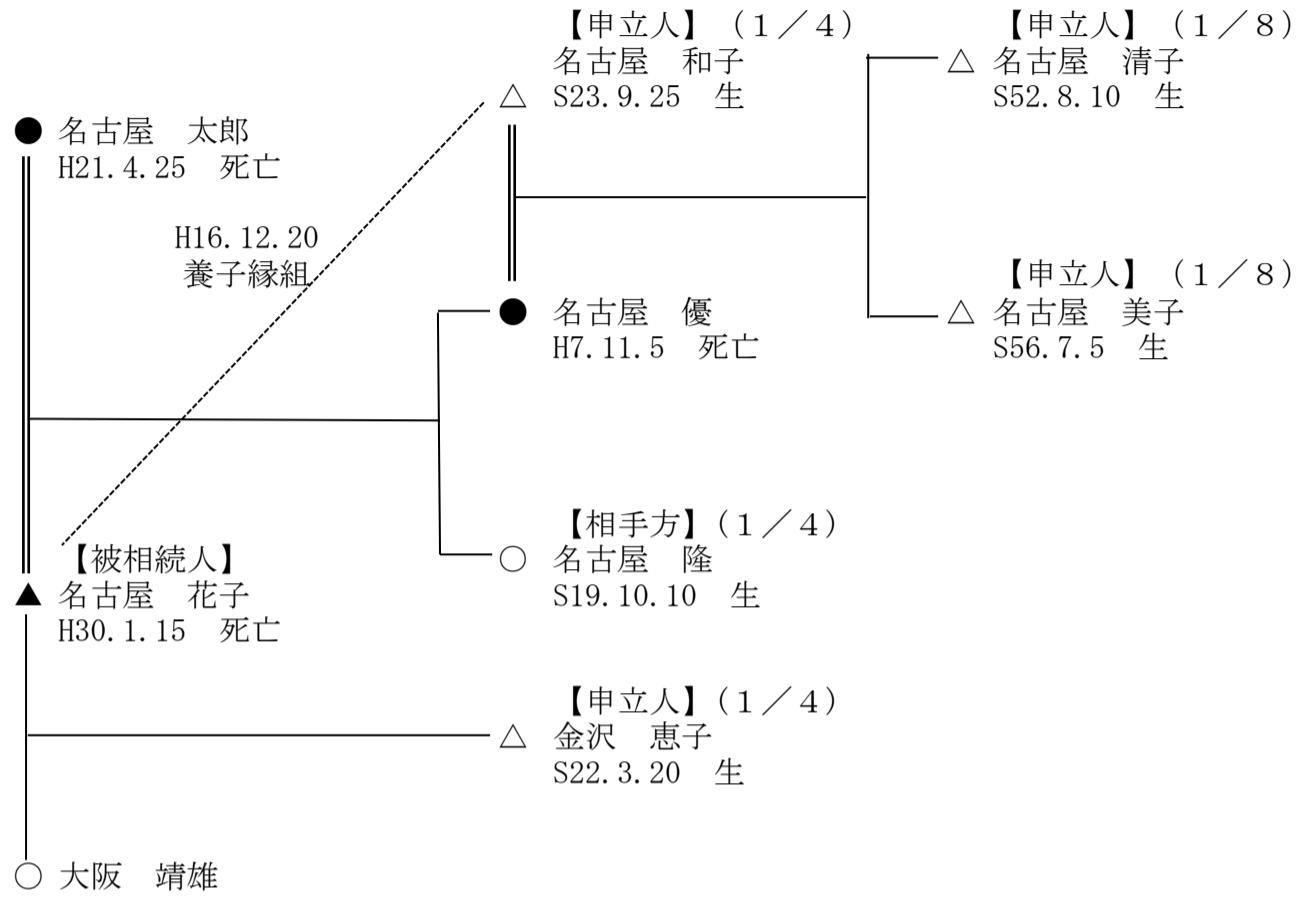 【申立人】（１／４）
名古屋　和子
S23.9.25　生
【申立人】（１／８）
名古屋　清子
S52.8.10　生
名古屋　太郎
H21.4.25　死亡
H16.12.20
養子縁組
【申立人】（１／８）
名古屋　美子
S56.7.5　生
名古屋　優
H7.11.5　死亡
【相手方】（１／４）
名古屋　隆
S19.10.10　生
【被相続人】
名古屋　花子
H30.1.15　死亡
【申立人】（１／４）
金沢　恵子
S22.3.20　生
大阪　靖雄